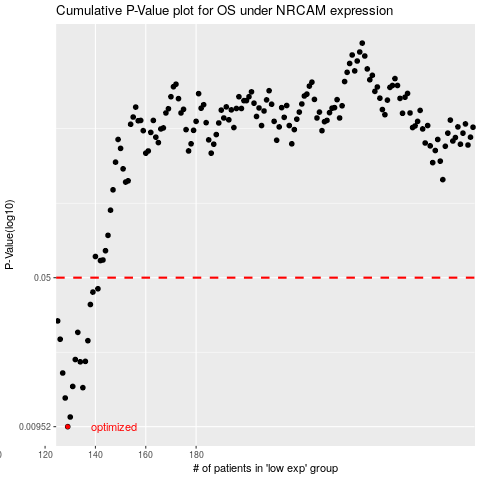 Cumulative P-Value plot for OS under NRCAM expression
P-Value(log10)
0.05
0.00952
optimized
0 120 140 160 180
# of patients in 'low exp' group